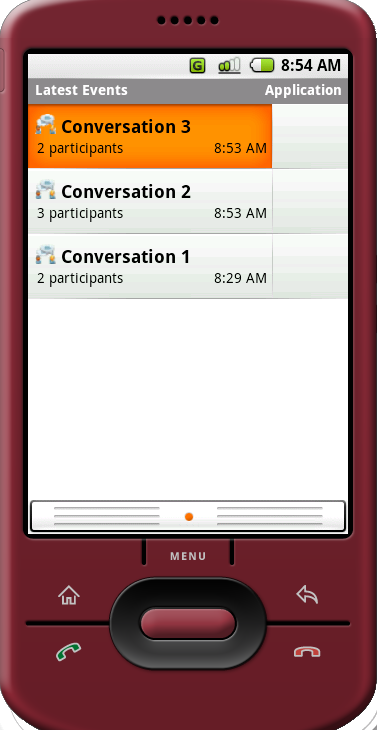 G 8:54 AM
Latest Events Application
Conversation 3
2 participants 8:53 AM
Conversation 2
3 participants 8:53 AM
Conversation 1
2 participants 8:29 AM
MENU